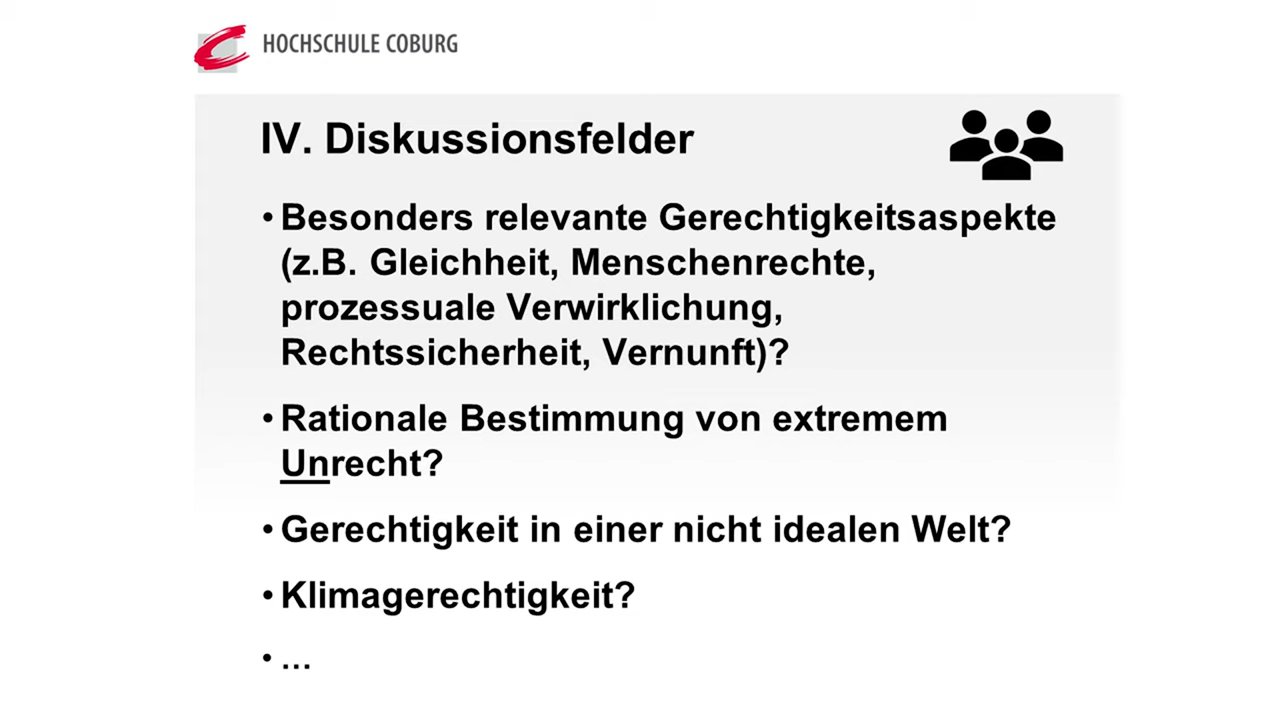 HOCHSCHULE COBURG
IV. Diskussionsfelder
• Besonders relevante Gerechtigkeitsaspekte
(z.B. Gleichheit, Menschenrechte,
prozessuale Verwirklichung,
Rechtssicherheit, Vernunft)?
• Rationale Bestimmung von extremem
Unrecht?
• Gerechtigkeit in einer nicht idealen Welt?
• Klimagerechtigkeit?
• ...